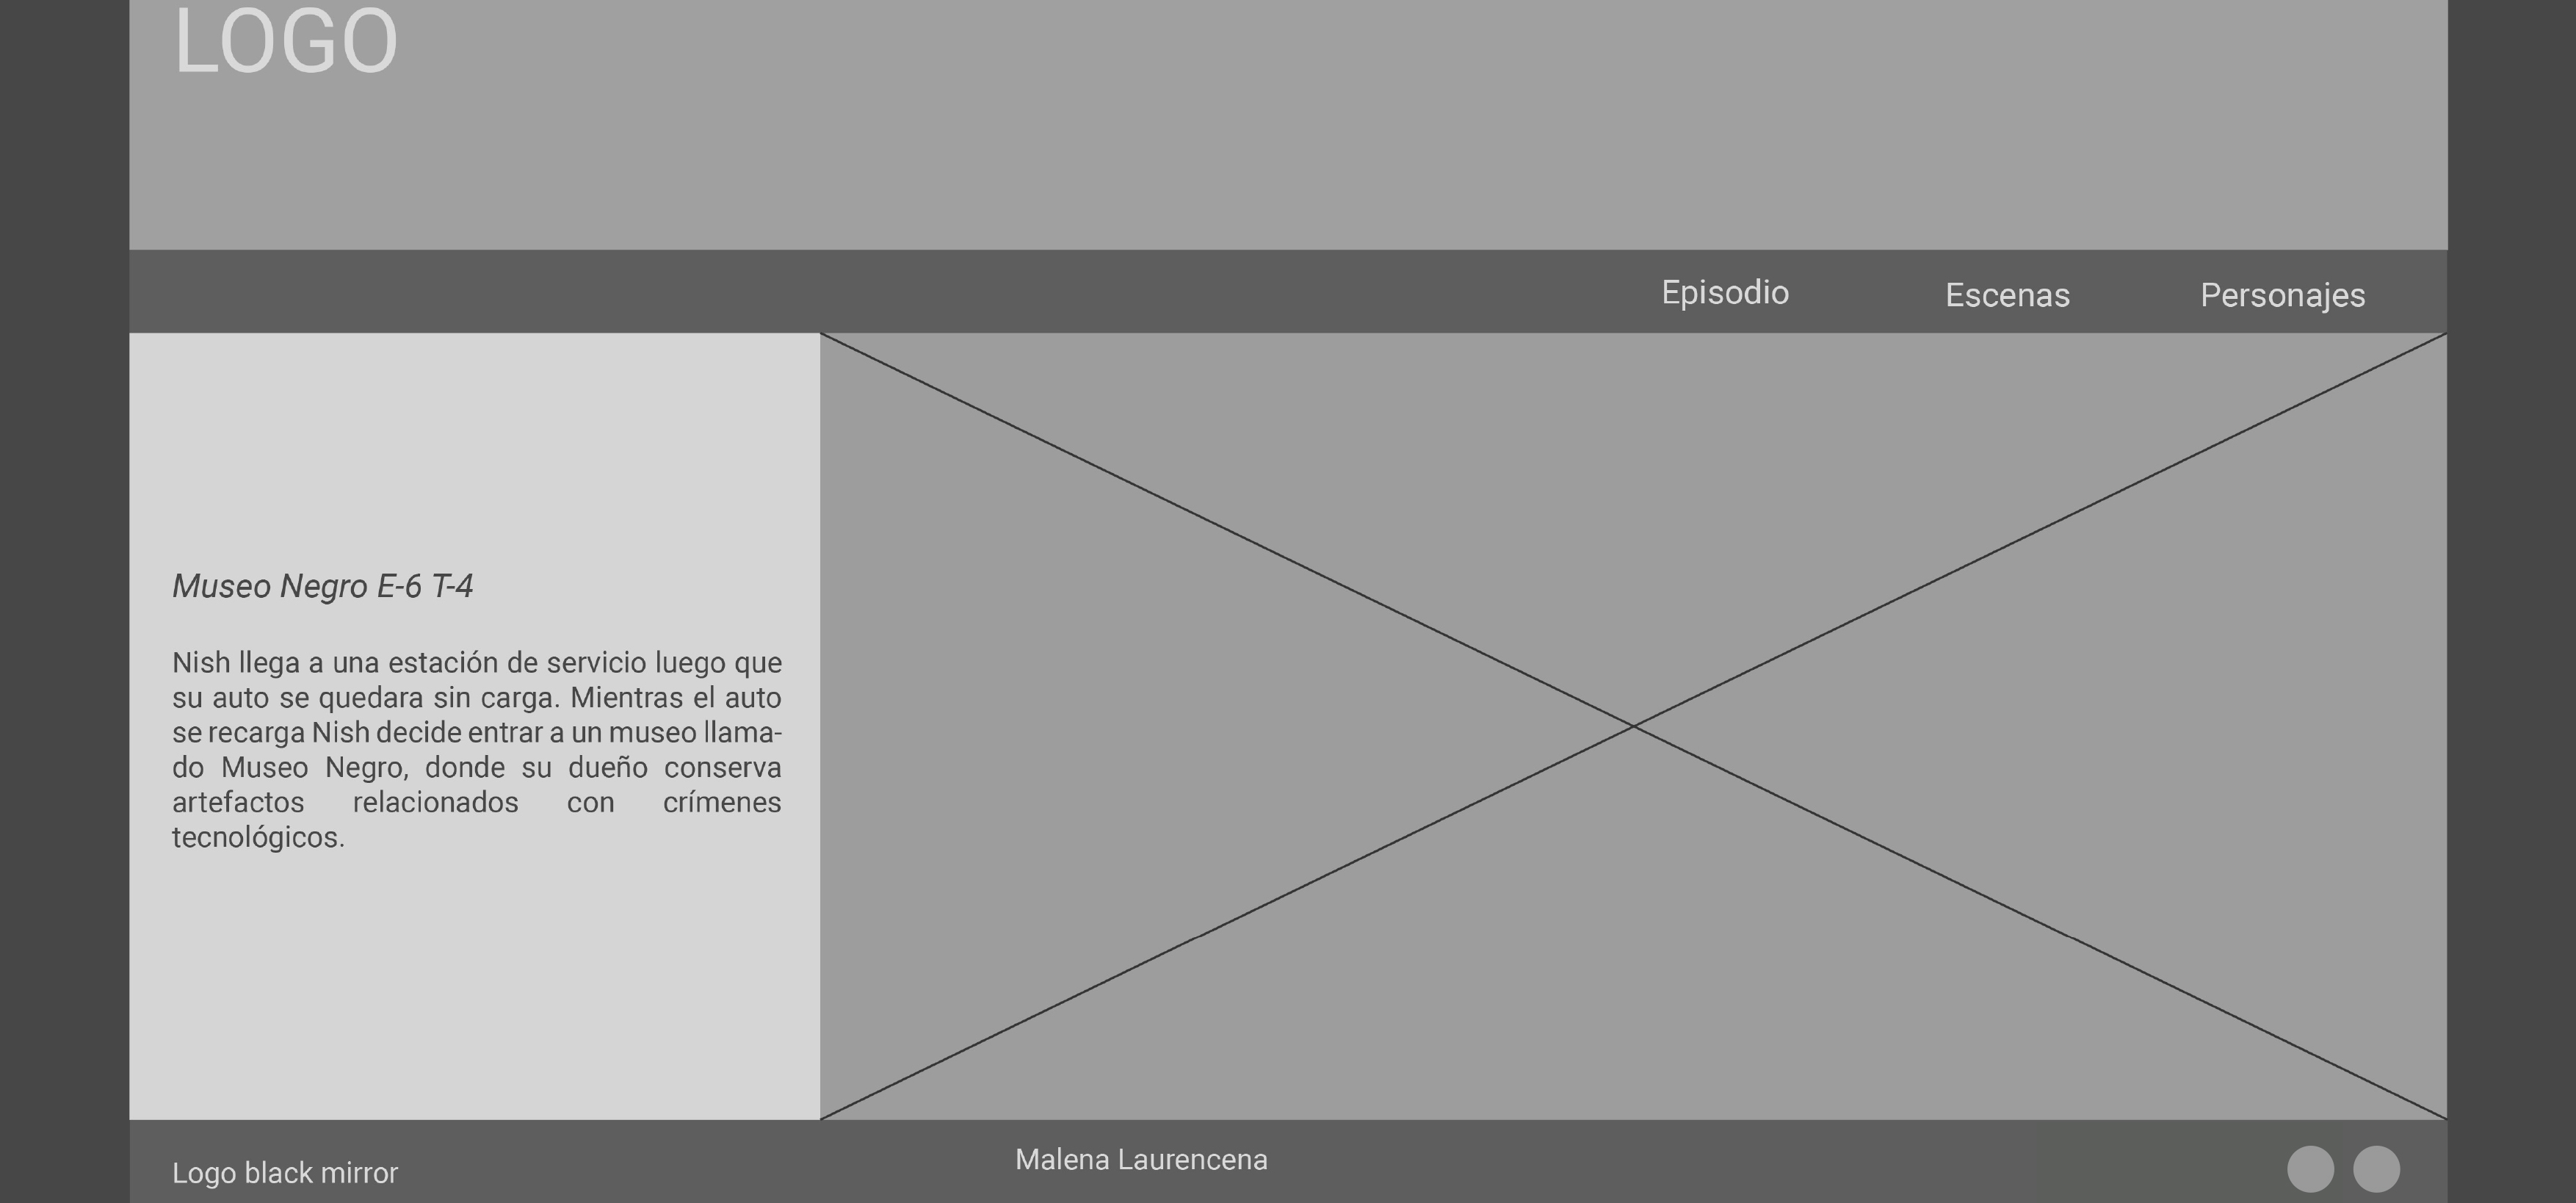 LOGO
Episodio Escenas Personajes
Museo Negro E-6 T-4
Nish llega a una estación de servicio luego que
su auto se quedara sin carga. Mientras el auto
se recarga Nish decide entrar a un museo llama-
do Museo Negro, donde su dueño conserva
artefactos relacionados con crímenes
tecnológicos.
Logo black mirror
Malena Laurencena